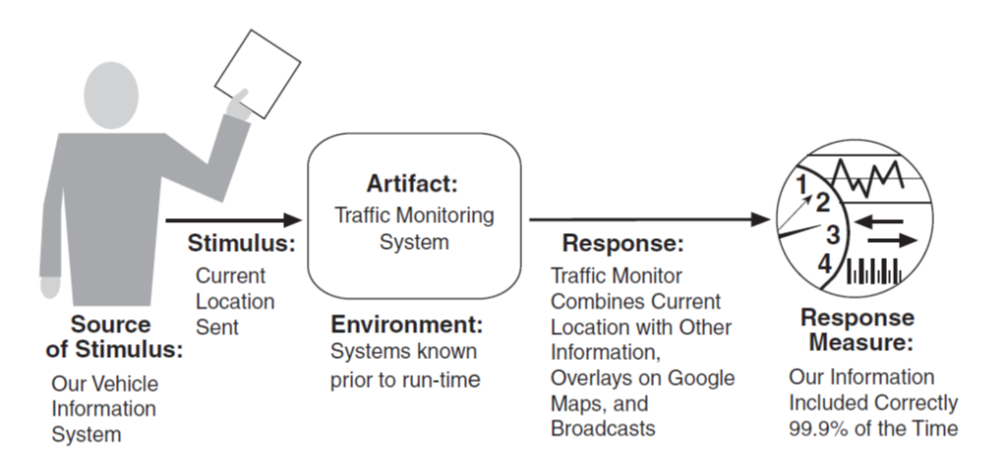 Source
of Stimulus:
Our Vehicle
Information
System
Stimulus:
Current
Location
Sent
Artifact:
Traffic Monitoring
System
Environment:
Systems known
prior to run-time
Response:
Traffic Monitor
Combines Current
Location with Other
Information,
Overlays on Google
Maps, and
Broadcasts
1
2
3
4
Response
Measure:
Our Information
Included Correctly
99.9% of the Time